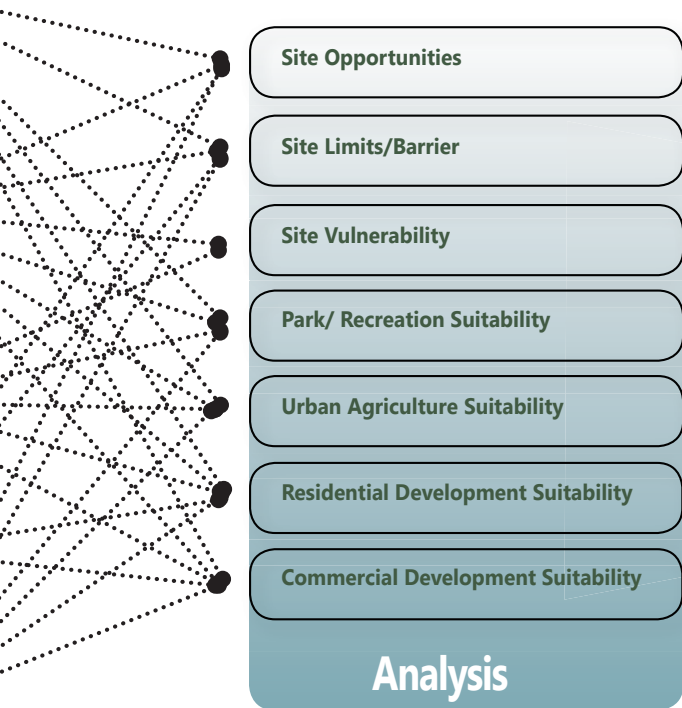 Site Opportunities
Site Limits/Barrier
Site Vulnerability
Park/ Recreation Suitability
Urban Agriculture Suitability
Residential Development Suitability
Commercial Development Suitability
Analysis